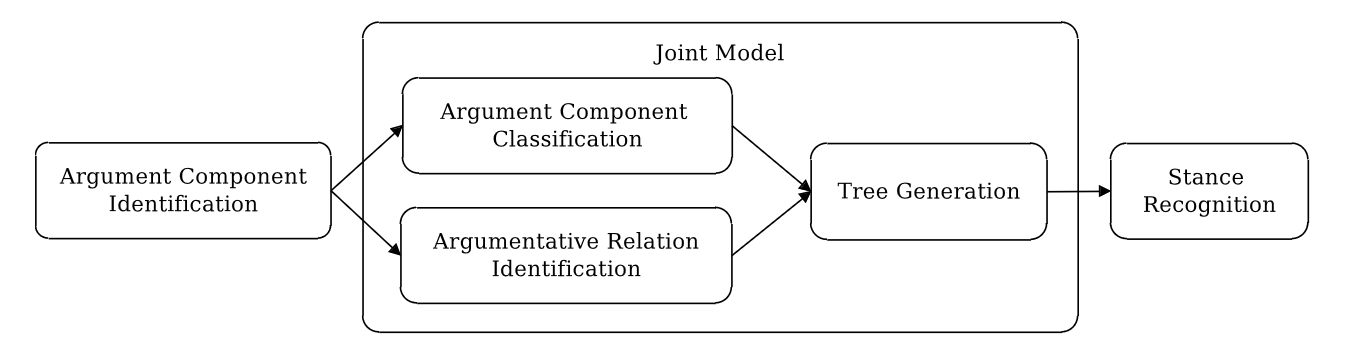 Joint Model
Argument Component
Identification
Argument Component
Classification
Argumentative Relation
Identification
Tree Generation
Stance
Recognition